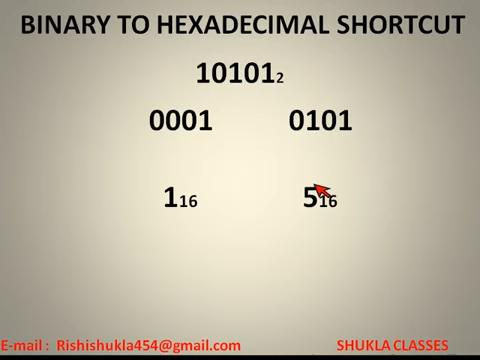 BINARY TO HEXADECIMAL SHORTCUT
10101₂
0001 0101
1₁₆ 5₁₆
E-mail : Rishishukla454@gmail.com SHUKLA CLASSES